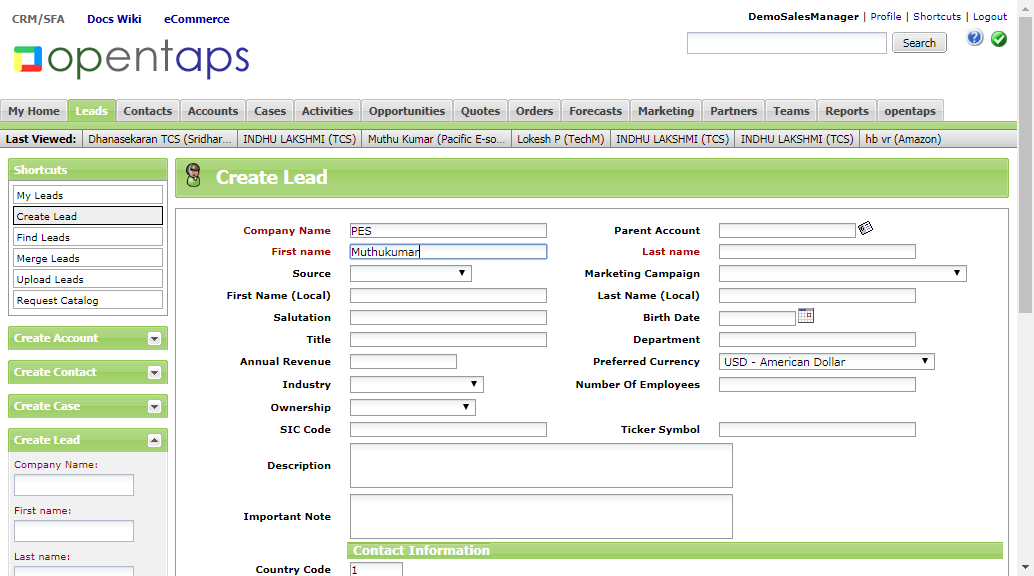 CRM/SFA Docs Wiki eCommerce
DemoSalesManager | Profile | Shortcuts | Logout
opentaps
Search
My Home Leads Contacts Accounts Cases Activities Opportunities Quotes Orders Forecasts Marketing Partners Teams Reports opentaps
Last Viewed: Dhanasekaran TCS (Sridhar... INDHU LAKSHMI (TCS) Muthu Kumar (Pacific E-so... Lokesh P (TechM) INDHU LAKSHMI (TCS) INDHU LAKSHMI (TCS) hb vr (Amazon)
Shortcuts
My Leads
Create Lead
Find Leads
Merge Leads
Upload Leads
Request Catalog
Create Account
Create Contact
Create Case
Create Lead
Company Name:
First name:
Last name:
Create Lead
Company Name PES Parent Account
First name Muthukumar Last name
Source Marketing Campaign
First Name (Local) Last Name (Local)
Salutation Birth Date
Title Department
Annual Revenue Preferred Currency USD - American Dollar
Industry Number Of Employees
Ownership
SIC Code Ticker Symbol
Description
Important Note
Contact Information
Country Code 1